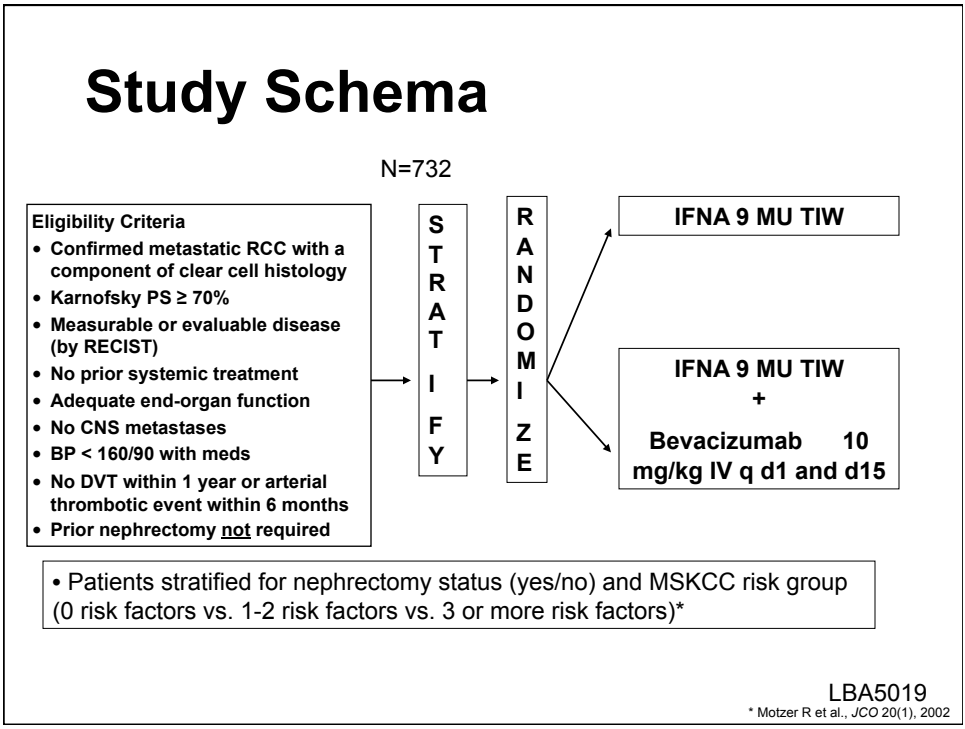 Study Schema
N=732
Eligibility Criteria
• Confirmed metastatic RCC with a
component of clear cell histology
• Karnofsky PS ≥ 70%
• Measurable or evaluable disease
(by RECIST)
• No prior systemic treatment
• Adequate end-organ function
• No CNS metastases
• BP < 160/90 with meds
• No DVT within 1 year or arterial
thrombotic event within 6 months
• Prior nephrectomy not required
S
T
R
A
T
I
F
Y
R
A
N
D
O
M
I
Z
E
IFNA 9 MU TIW
IFNA 9 MU TIW
+
Bevacizumab 10
mg/kg IV q d1 and d15
• Patients stratified for nephrectomy status (yes/no) and MSKCC risk group
(0 risk factors vs. 1-2 risk factors vs. 3 or more risk factors)*
LBA5019
* Motzer R et al., JCO 20(1), 2002